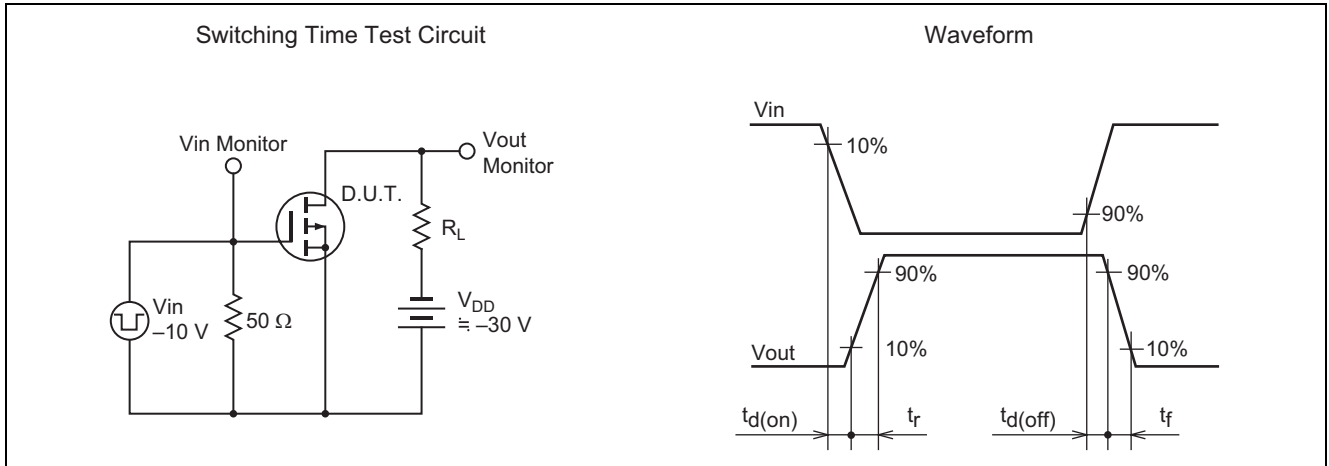 Switching Time Test Circuit
Vin Monitor
D.U.T.
Vout
Monitor
RL
VDD
≒ –30 V
Vin
–10 V
50 Ω
Waveform
Vin
10%
90%
90%
90%
Vout
10%
10%
td(on)
tr
td(off)
tf